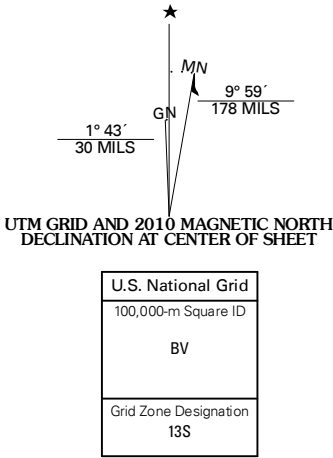 MN
9° 59´
178 MILS
GN
1° 43´
30 MILS
UTM GRID AND 2010 MAGNETIC NORTH
DECLINATION AT CENTER OF SHEET
U.S. National Grid
100,000-m Square ID
BV
Grid Zone Designation
13S